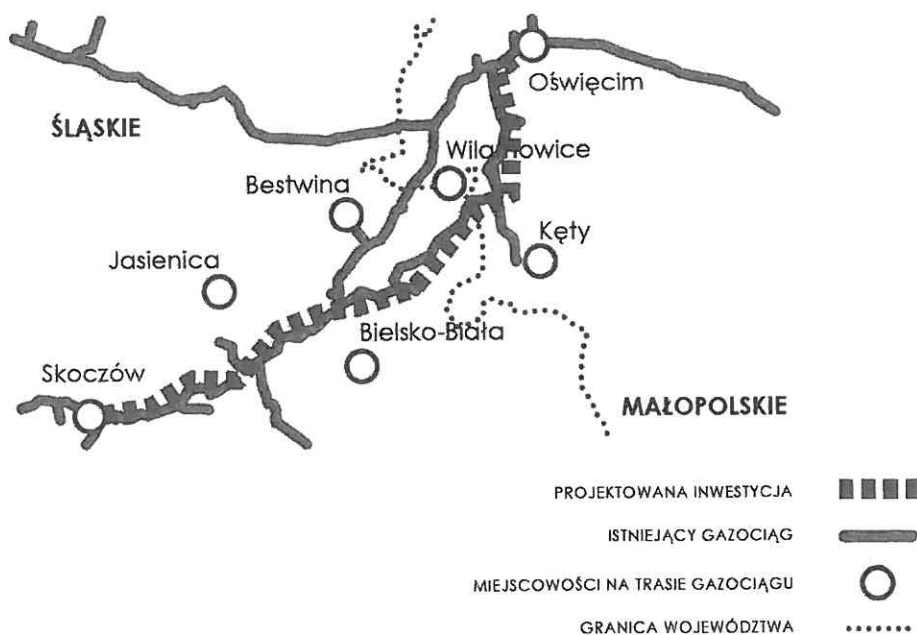 Oświęcim
ŚLĄSKIE
Wilamowice
Bestwina
Kęty
Jasienica
Bielsko-Biała
Skoczów
MAŁOPOLSKIE
PROJEKTOWANA INWESTYCJA
ISTNIEJĄCY GAZOCIĄG
MIEJSCOWOŚCI NA TRASIE GAZOCIĄGU
GRANICA WOJEWÓDZTWA